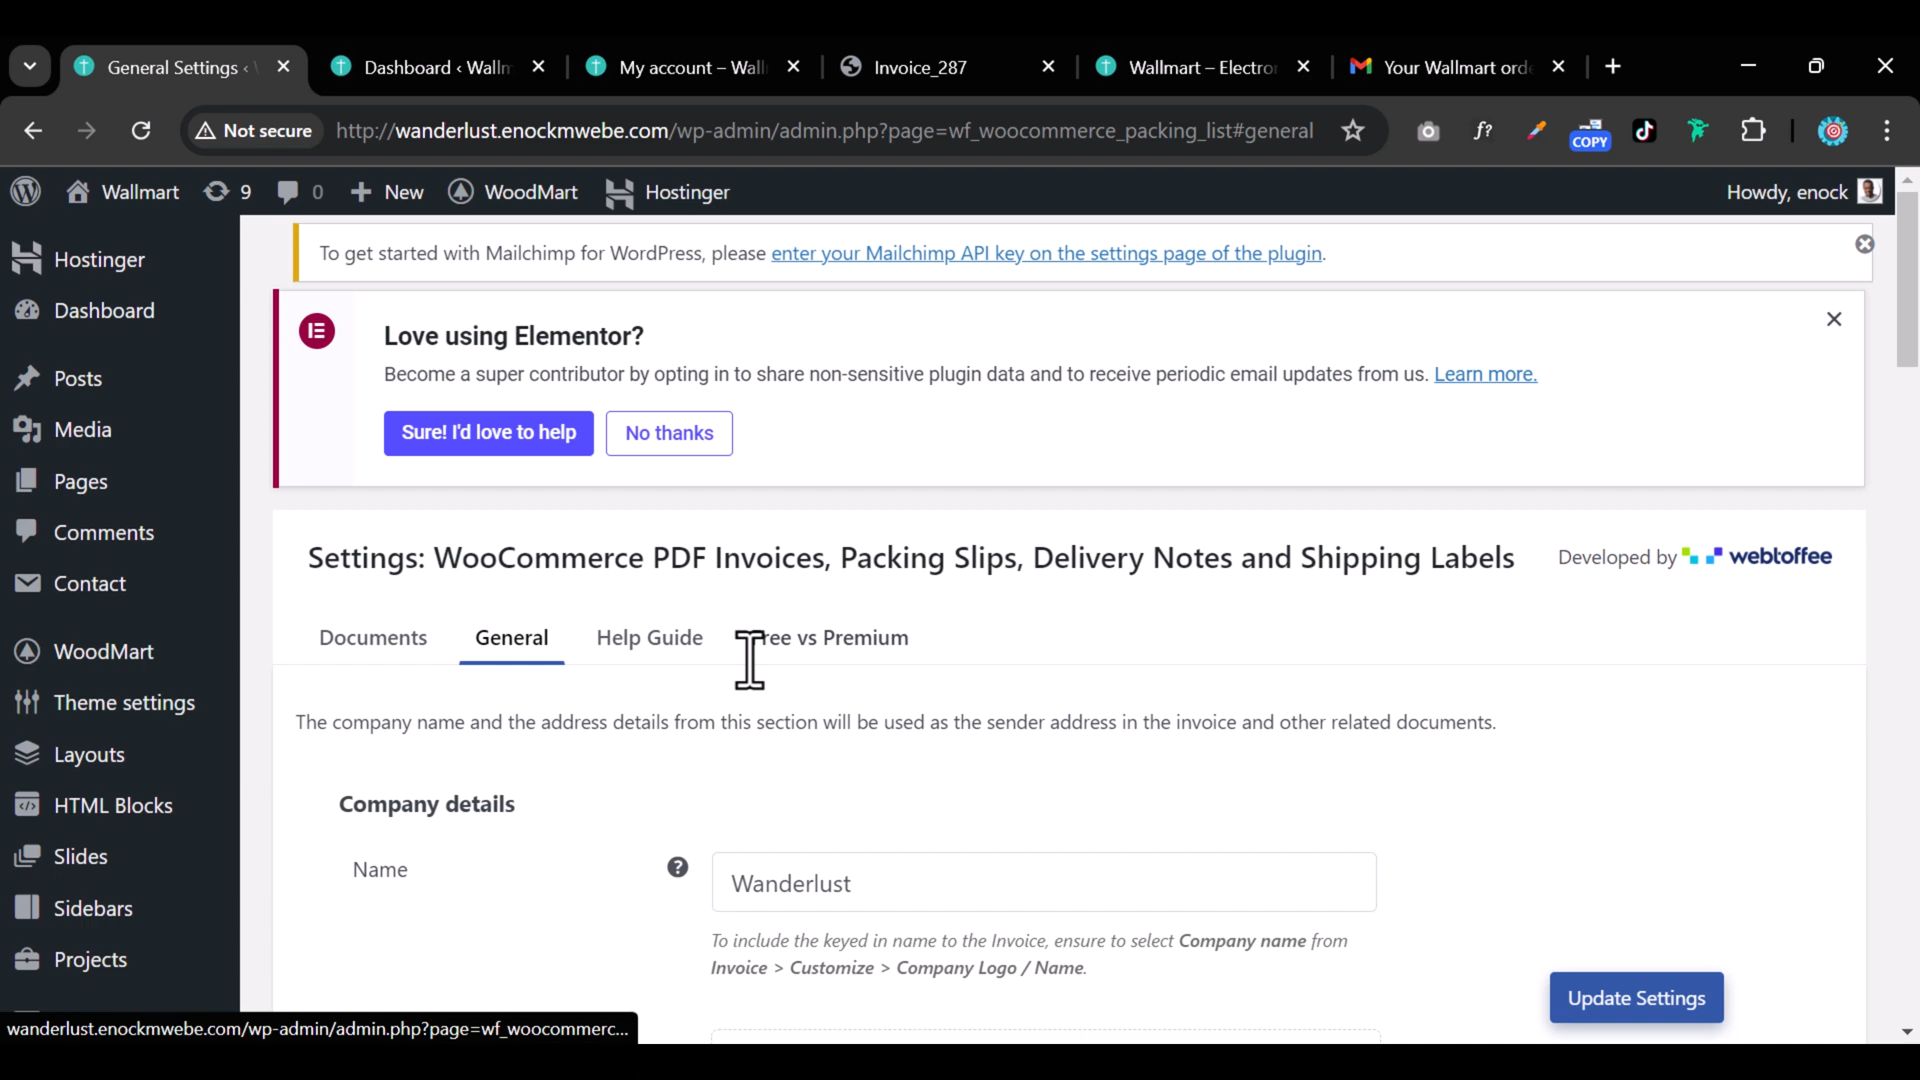 General Settings ‹
Dashboard ‹ Wallm
My account – Wall
Invoice_287
Wallmart – Electro
Your Wallmart orde
Not secure
http://wanderlust.enockmwebe.com/wp-admin/admin.php?page=wf_woocommerce_packing_list#general
f?
COPY
Wallmart
9
0
New
WoodMart
Hostinger
Howdy, enock
Hostinger
Dashboard
Posts
Media
Pages
Comments
Contact
WoodMart
Theme settings
Layouts
HTML Blocks
Slides
Sidebars
Projects
To get started with Mailchimp for WordPress, please enter your Mailchimp API key on the settings page of the plugin.
Love using Elementor?
Become a super contributor by opting in to share non-sensitive plugin data and to receive periodic email updates from us. Learn more.
Sure! I'd love to help
No thanks
Settings: WooCommerce PDF Invoices, Packing Slips, Delivery Notes and Shipping Labels
Developed by webtoffee
Documents
General
Help Guide
Free vs Premium
The company name and the address details from this section will be used as the sender address in the invoice and other related documents.
Company details
Name
Wanderlust
To include the keyed in name to the Invoice, ensure to select Company name from
Invoice > Customize > Company Logo / Name.
Update Settings
wanderlust.enockmwebe.com/wp-admin/admin.php?page=wf_woocommerc...